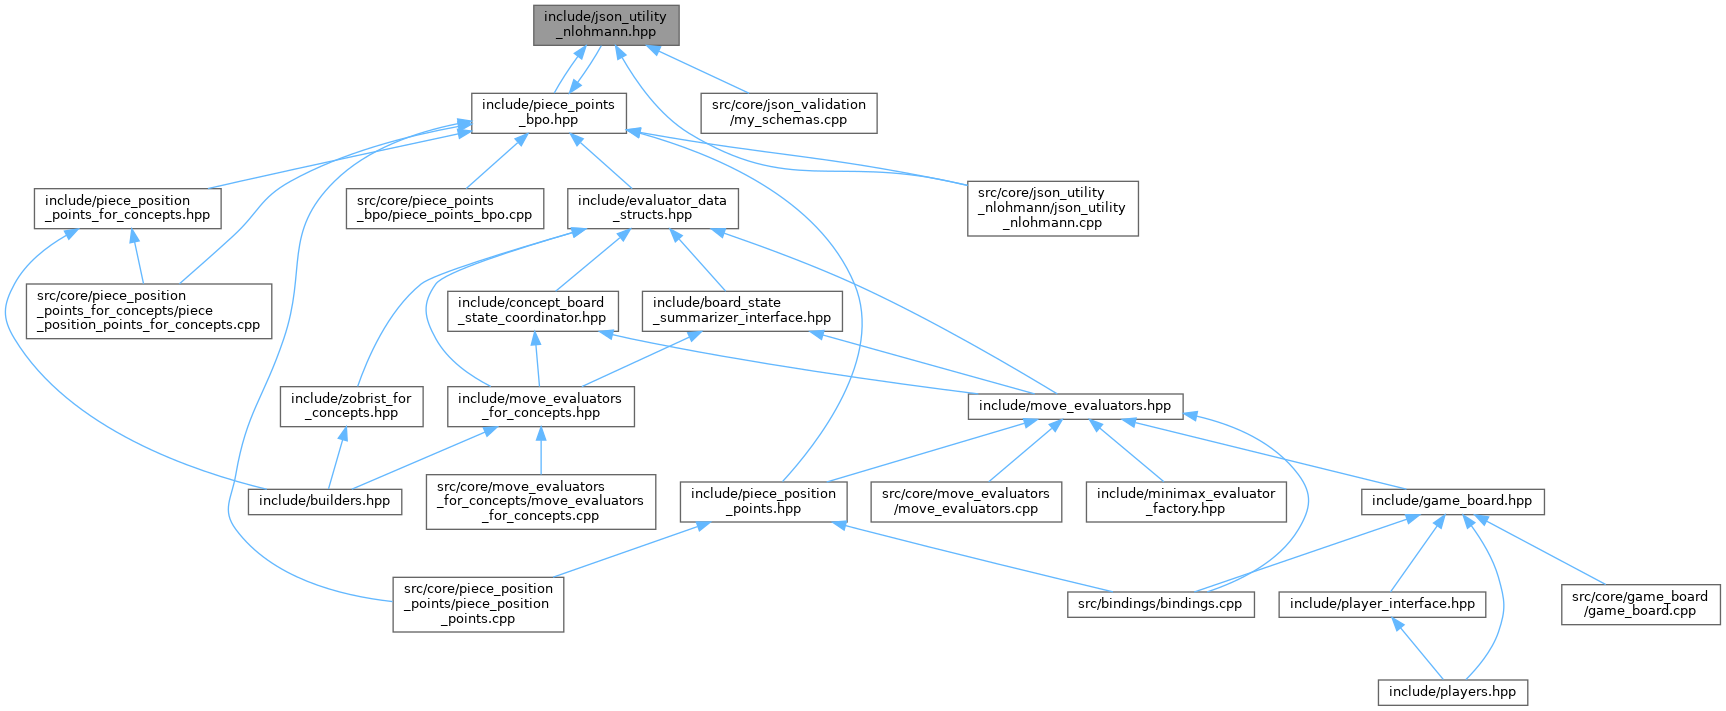 include/json_utility
_nlohmann.hpp
include/piece_points
_bpo.hpp
src/core/json_validation
/my_schemas.cpp
include/piece_position
_points_for_concepts.hpp
src/core/piece_points
_bpo/piece_points_bpo.cpp
include/evaluator_data
_structs.hpp
src/core/json_utility
_nlohmann/json_utility
_nlohmann.cpp
src/core/piece_position
_points_for_concepts/piece
_position_points_for_concepts.cpp
include/concept_board
_state_coordinator.hpp
include/board_state
_summarizer_interface.hpp
include/zobrist_for
_concepts.hpp
include/move_evaluators
_for_concepts.hpp
include/move_evaluators.hpp
include/builders.hpp
src/core/move_evaluators
_for_concepts/move_evaluators
_for_concepts.cpp
include/piece_position
_points.hpp
src/core/move_evaluators
/move_evaluators.cpp
include/minimax_evaluator
_factory.hpp
include/game_board.hpp
src/core/piece_position
_points/piece_position
_points.cpp
src/bindings/bindings.cpp
include/player_interface.hpp
src/core/game_board
/game_board.cpp
include/players.hpp